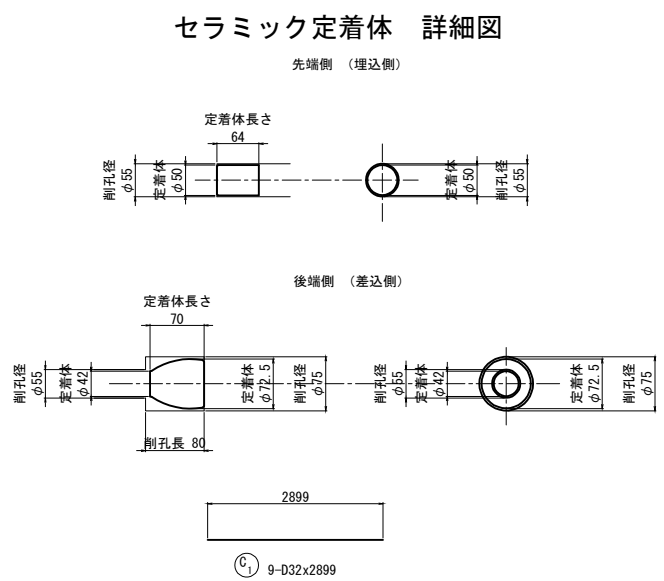 セラミック定着体　詳細図
先端側　（埋込側）
定着体長さ
64
削孔径
φ55
定着体
φ50
定着体
φ50
削孔径
φ55
後端側　（差込側）
定着体長さ
70
削孔径
φ55
定着体
φ42
定着体
φ72.5
削孔径
φ75
削孔径
φ55
定着体
φ42
定着体
φ72.5
削孔径
φ75
削孔長 80
2899
C1 9-D32x2899